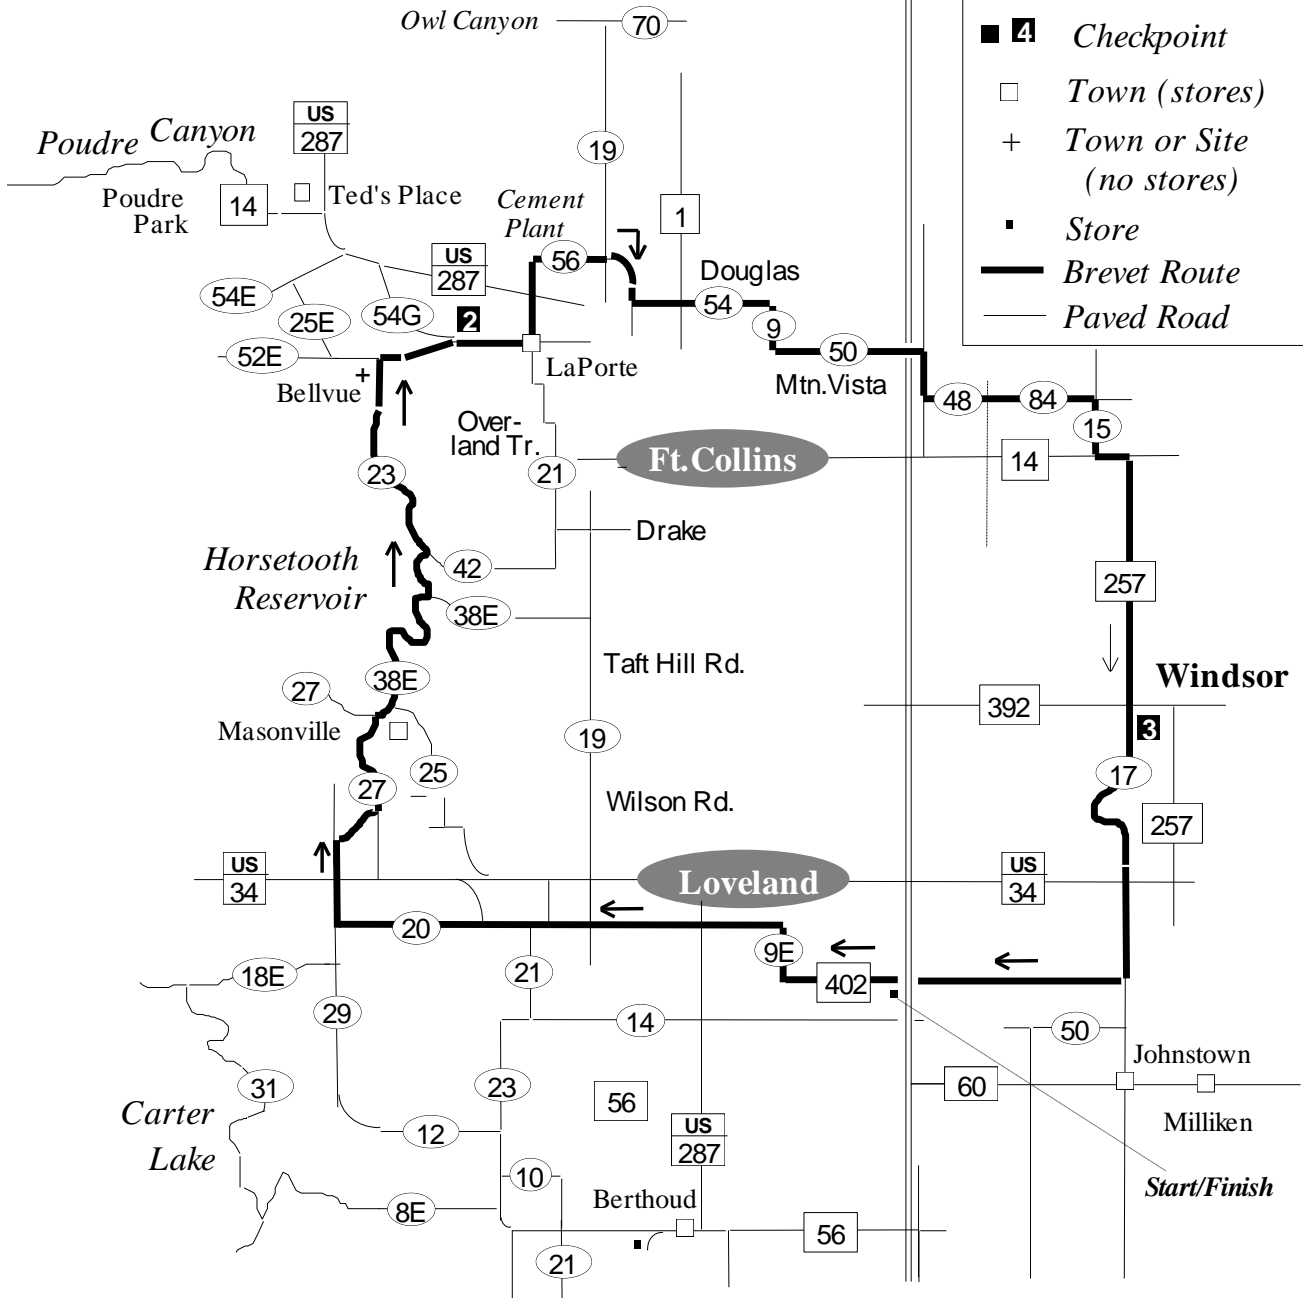 Owl Canyon
70
4 Checkpoint
Town (stores)
+ Town or Site
(no stores)
Store
Brevet Route
Paved Road
US
287
Poudre Canyon
19
Poudre
Park
14
Ted's Place
Cement
Plant
1
US
287
56
Douglas
54E
25E
54G
2
54
9
52E
LaPorte
50
Mtn.Vista
Bellvue
+
48
84
15
Over-
land Tr.
Ft.Collins
14
23
21
Drake
Horsetooth
Reservoir
42
257
38E
Taft Hill Rd.
Windsor
38E
27
392
Masonville
19
3
25
17
27
Wilson Rd.
257
US
34
Loveland
US
34
20
9E
18E
21
402
29
14
50
Johnstown
31
23
60
56
Carter
Lake
12
US
287
Milliken
10
Start/Finish
8E
Berthoud
56
21